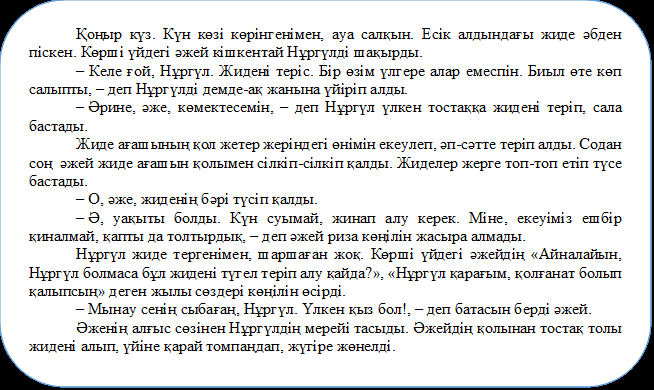 Қоңыр күз. Күн көзі көрінгенімен, ауа салқын. Есік алдындағы жиде әбден
піскен. Көрші үйдегі әжей кішкентай Нұргүлді шақырды.
– Келе ғой, Нұргүл. Жидені теріс. Бір өзім үлгере алар емеспін. Биыл өте көп
салыпты, – деп Нұргүлді демде-ақ жанына үйіріп алды.
– Әрине, әже, көмектесемін, – деп Нұргүл үлкен тостаққа жидені теріп, сала
бастады.
Жиде ағашының қол жетер жеріндегі өнімін екеулеп, әп-сәтте теріп алды. Содан
соң әжей жиде ағашын қолымен сілкіп-сілкіп қалды. Жиделер жерге топ-топ етіп түсе
бастады.
– О, әже, жиденің бәрі түсіп қалды.
– Ә, уақыты болды. Күн суымай, жинап алу керек. Міне, екеуіміз ешбір
қиналмай, қапты да толтырдық, – деп әжей риза көңілін жасыра алмады.
Нұргүл жиде тергенімен, шаршаған жоқ. Көрші үйдегі әжейдің «Айналайын,
Нұргүл болмаса бұл жидені түгел теріп алу қайда?», «Нұргүл қарағым, қолғанат болып
қалыпсың» деген жылы сөздері көңілін өсірді.
– Мынау сенің сыбағаң, Нұргүл. Үлкен қыз бол!, – деп батасын берді әжей.
Әженің алғыс сөзінен Нұргүлдің мерейі тасыды. Әжейдің қолынан тостақ толы
жидені алып, үйіне қарай томпаңдап, жүгіре жөнелді.